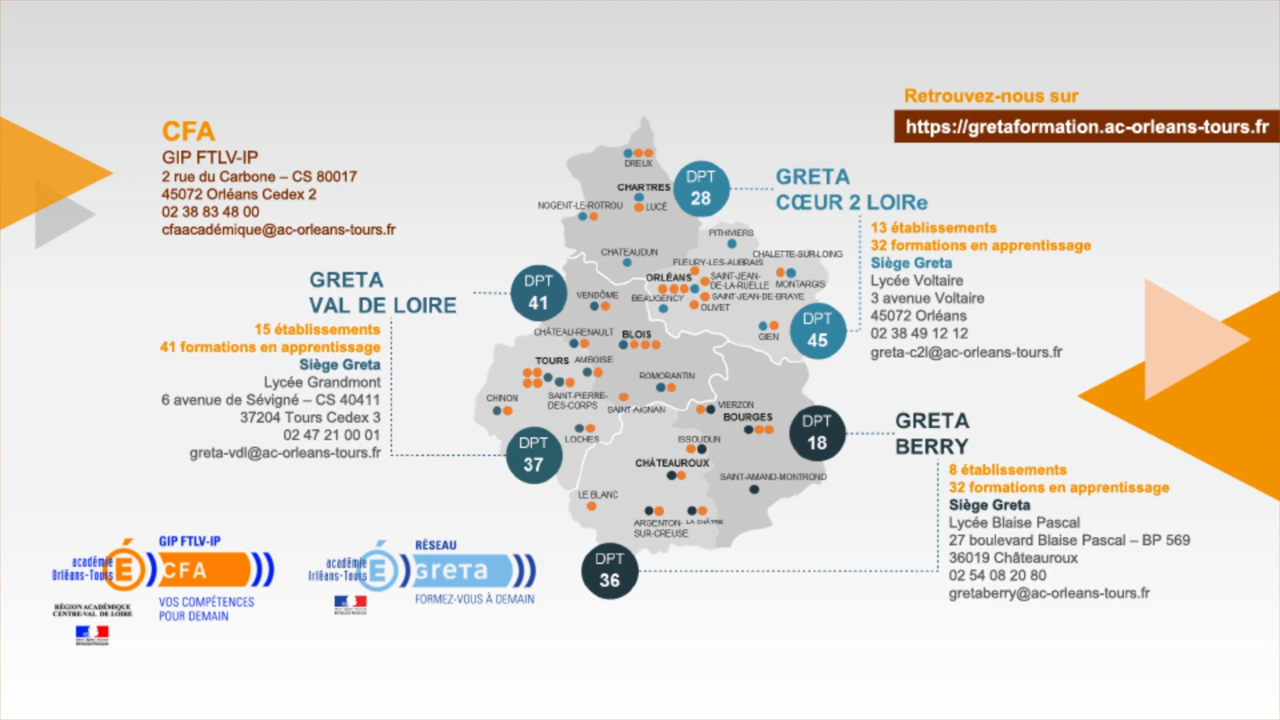 Retrouvez-nous sur
https://gretaformation.ac-orleans-tours.fr
CFA
GIP FTLV-IP
2 rue du Carbone – CS 80017
45072 Orléans Cedex 2
02 38 83 48 00
cfaacadémique@ac-orleans-tours.fr
GRETA
CŒUR 2 LOIRe
13 établissements
32 formations en apprentissage
Siège Greta
Lycée Voltaire
3 avenue Voltaire
45072 Orléans
02 38 49 12 12
greta-c2l@ac-orleans-tours.fr
GRETA
VAL DE LOIRE
15 établissements
41 formations en apprentissage
Siège Greta
Lycée Grandmont
6 avenue de Sévigné – CS 40411
37204 Tours Cedex 3
02 47 21 00 01
greta-vdl@ac-orleans-tours.fr
GRETA
BERRY
8 établissements
32 formations en apprentissage
Siège Greta
Lycée Blaise Pascal
27 boulevard Blaise Pascal – BP 569
36019 Châteauroux
02 54 08 20 80
gretaberry@ac-orleans-tours.fr
DPT
28
DPT
41
DPT
45
DPT
18
DPT
37
DPT
36
DREUX
CHARTRES
NOGENT-LE-ROTROU
LUCÉ
PITHIVIERS
CHATEAUDUN
CHALETTE-SUR-LOING
FLEURY-LES-AUBRAIS
ORLÉANS
SAINT-JEAN-
DE-LA-RUELLE
MONTARGIS
VENDÔME
BEAUGENCY
SAINT-JEAN-DE-BRAYE
OLIVET
CHÂTEAU-RENAULT
BLOIS
GIEN
TOURS
AMBOISE
ROMORANTIN
CHINON
SAINT-PIERRE-
DES-CORPS
SAINT-AIGNAN
VIERZON
BOURGES
LOCHES
ISSOUDUN
CHÂTEAUROUX
SAINT-AMAND-MONTROND
LE BLANC
ARGENTON-
SUR-CREUSE
LA CHÂTRE
GIP FTLV-IP
académie
Orléans-Tours
É
CFA
VOS COMPÉTENCES
POUR DEMAIN
RÉGION ACADÉMIQUE
CENTRE-VAL DE LOIRE
RÉSEAU
académie
Orléans-Tours
É
GRETA
FORMEZ-VOUS À DEMAIN